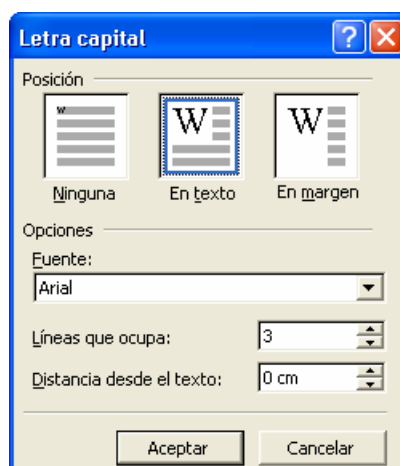 Letra capital
Posición
W W W
Ninguna En texto En margen
Opciones
Fuente:
Arial
Líneas que ocupa: 3
Distancia desde el texto: 0 cm
Aceptar Cancelar